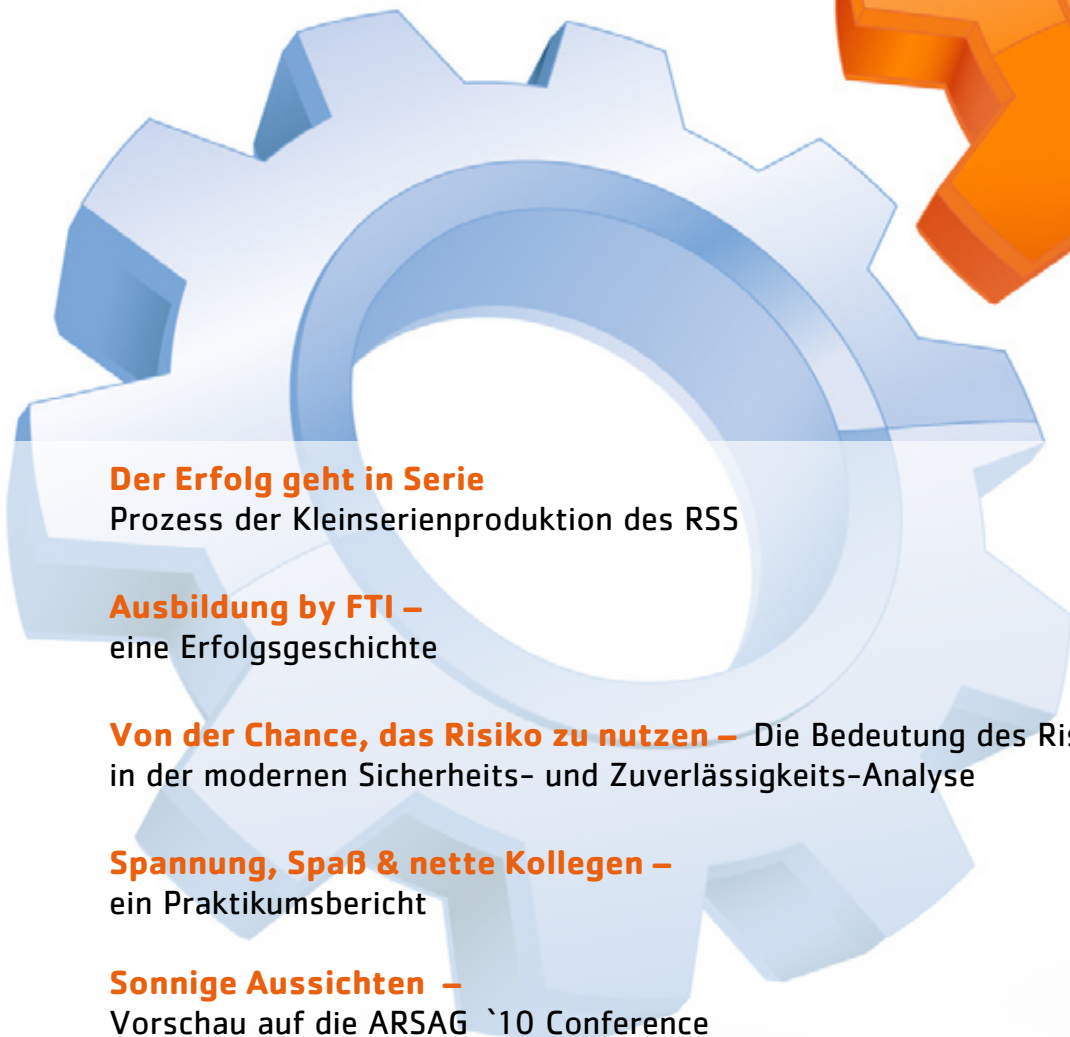 Der Erfolg geht in Serie
Prozess der Kleinserienproduktion des RSS
Ausbildung by FTI –
eine Erfolgsgeschichte
Von der Chance, das Risiko zu nutzen – Die Bedeutung des
in der modernen Sicherheits- und Zuverlässigkeits-Analyse
Spannung, Spaß & nette Kollegen –
ein Praktikumsbericht
Sonnige Aussichten –
Vorschau auf die ARSAG `10 Conference